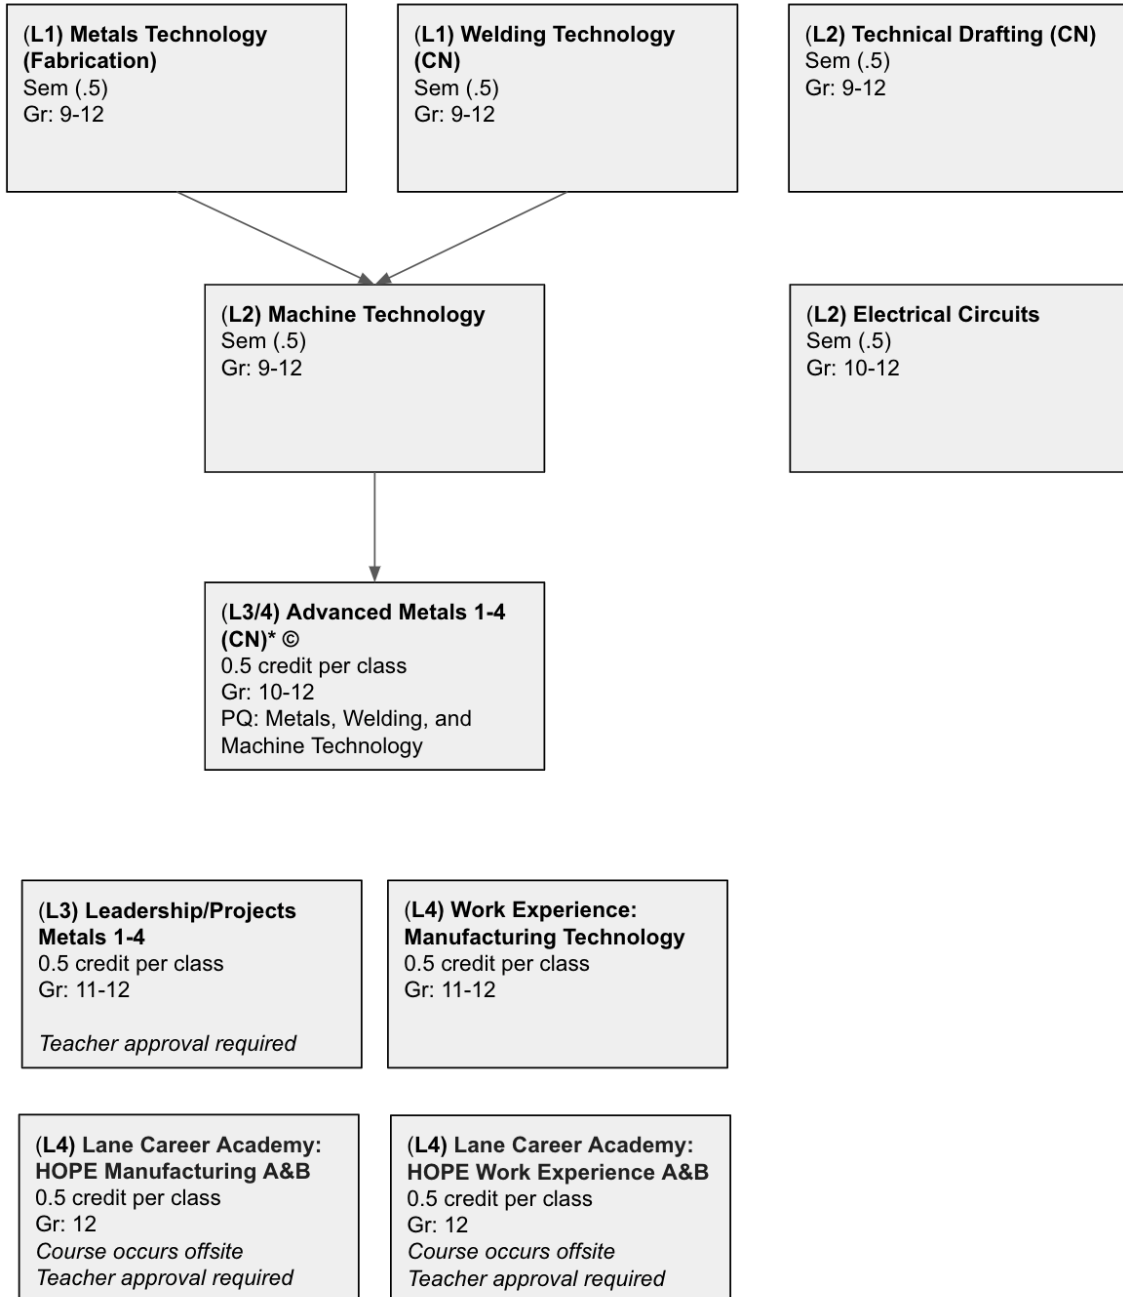 (L1) Metals Technology
(Fabrication)
Sem (.5)
Gr: 9-12
(L1) Welding Technology
(CN)
Sem (.5)
Gr: 9-12
(L2) Technical Drafting (CN)
Sem (.5)
Gr: 9-12
(L2) Machine Technology
Sem (.5)
Gr: 9-12
(L2) Electrical Circuits
Sem (.5)
Gr: 10-12
(L3/4) Advanced Metals 1-4
(CN)* ©
0.5 credit per class
Gr: 10-12
PQ: Metals, Welding, and
Machine Technology
(L3) Leadership/Projects
Metals 1-4
0.5 credit per class
Gr: 11-12
Teacher approval required
(L4) Work Experience:
Manufacturing Technology
0.5 credit per class
Gr: 11-12
(L4) Lane Career Academy:
HOPE Manufacturing A&B
0.5 credit per class
Gr: 12
Course occurs offsite
Teacher approval required
(L4) Lane Career Academy:
HOPE Work Experience A&B
0.5 credit per class
Gr: 12
Course occurs offsite
Teacher approval required